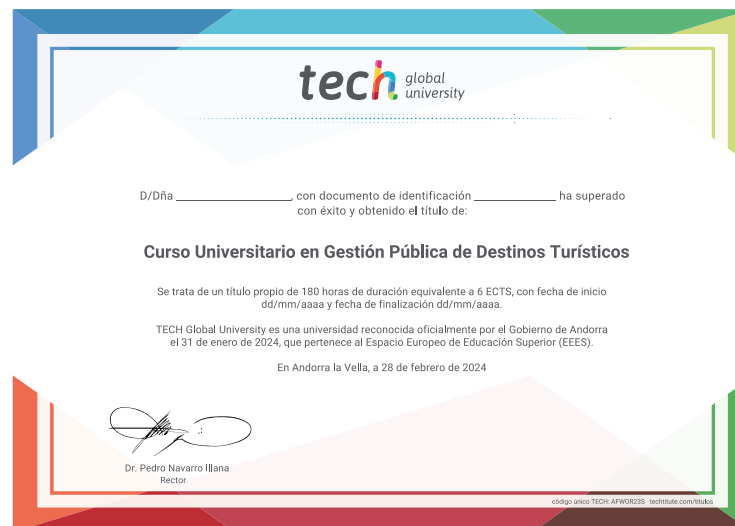 tech global
university
D/Dña ______________, con documento de identificación __________ ha superado
con éxito y obtenido el título de:
Curso Universitario en Gestión Pública de Destinos Turísticos
Se trata de un título propio de 180 horas de duración equivalente a 6 ECTS, con fecha de inicio
dd/mm/aaaa y fecha de finalización dd/mm/aaaa.
TECH Global University es una universidad reconocida oficialmente por el Gobierno de Andorra
el 31 de enero de 2024, que pertenece al Espacio Europeo de Educación Superior (EEES).
En Andorra la Vella, a 28 de febrero de 2024
Dr. Pedro Navarro Illana
Rector
código único TECH: AFWOR23S techtitute.com/titulos